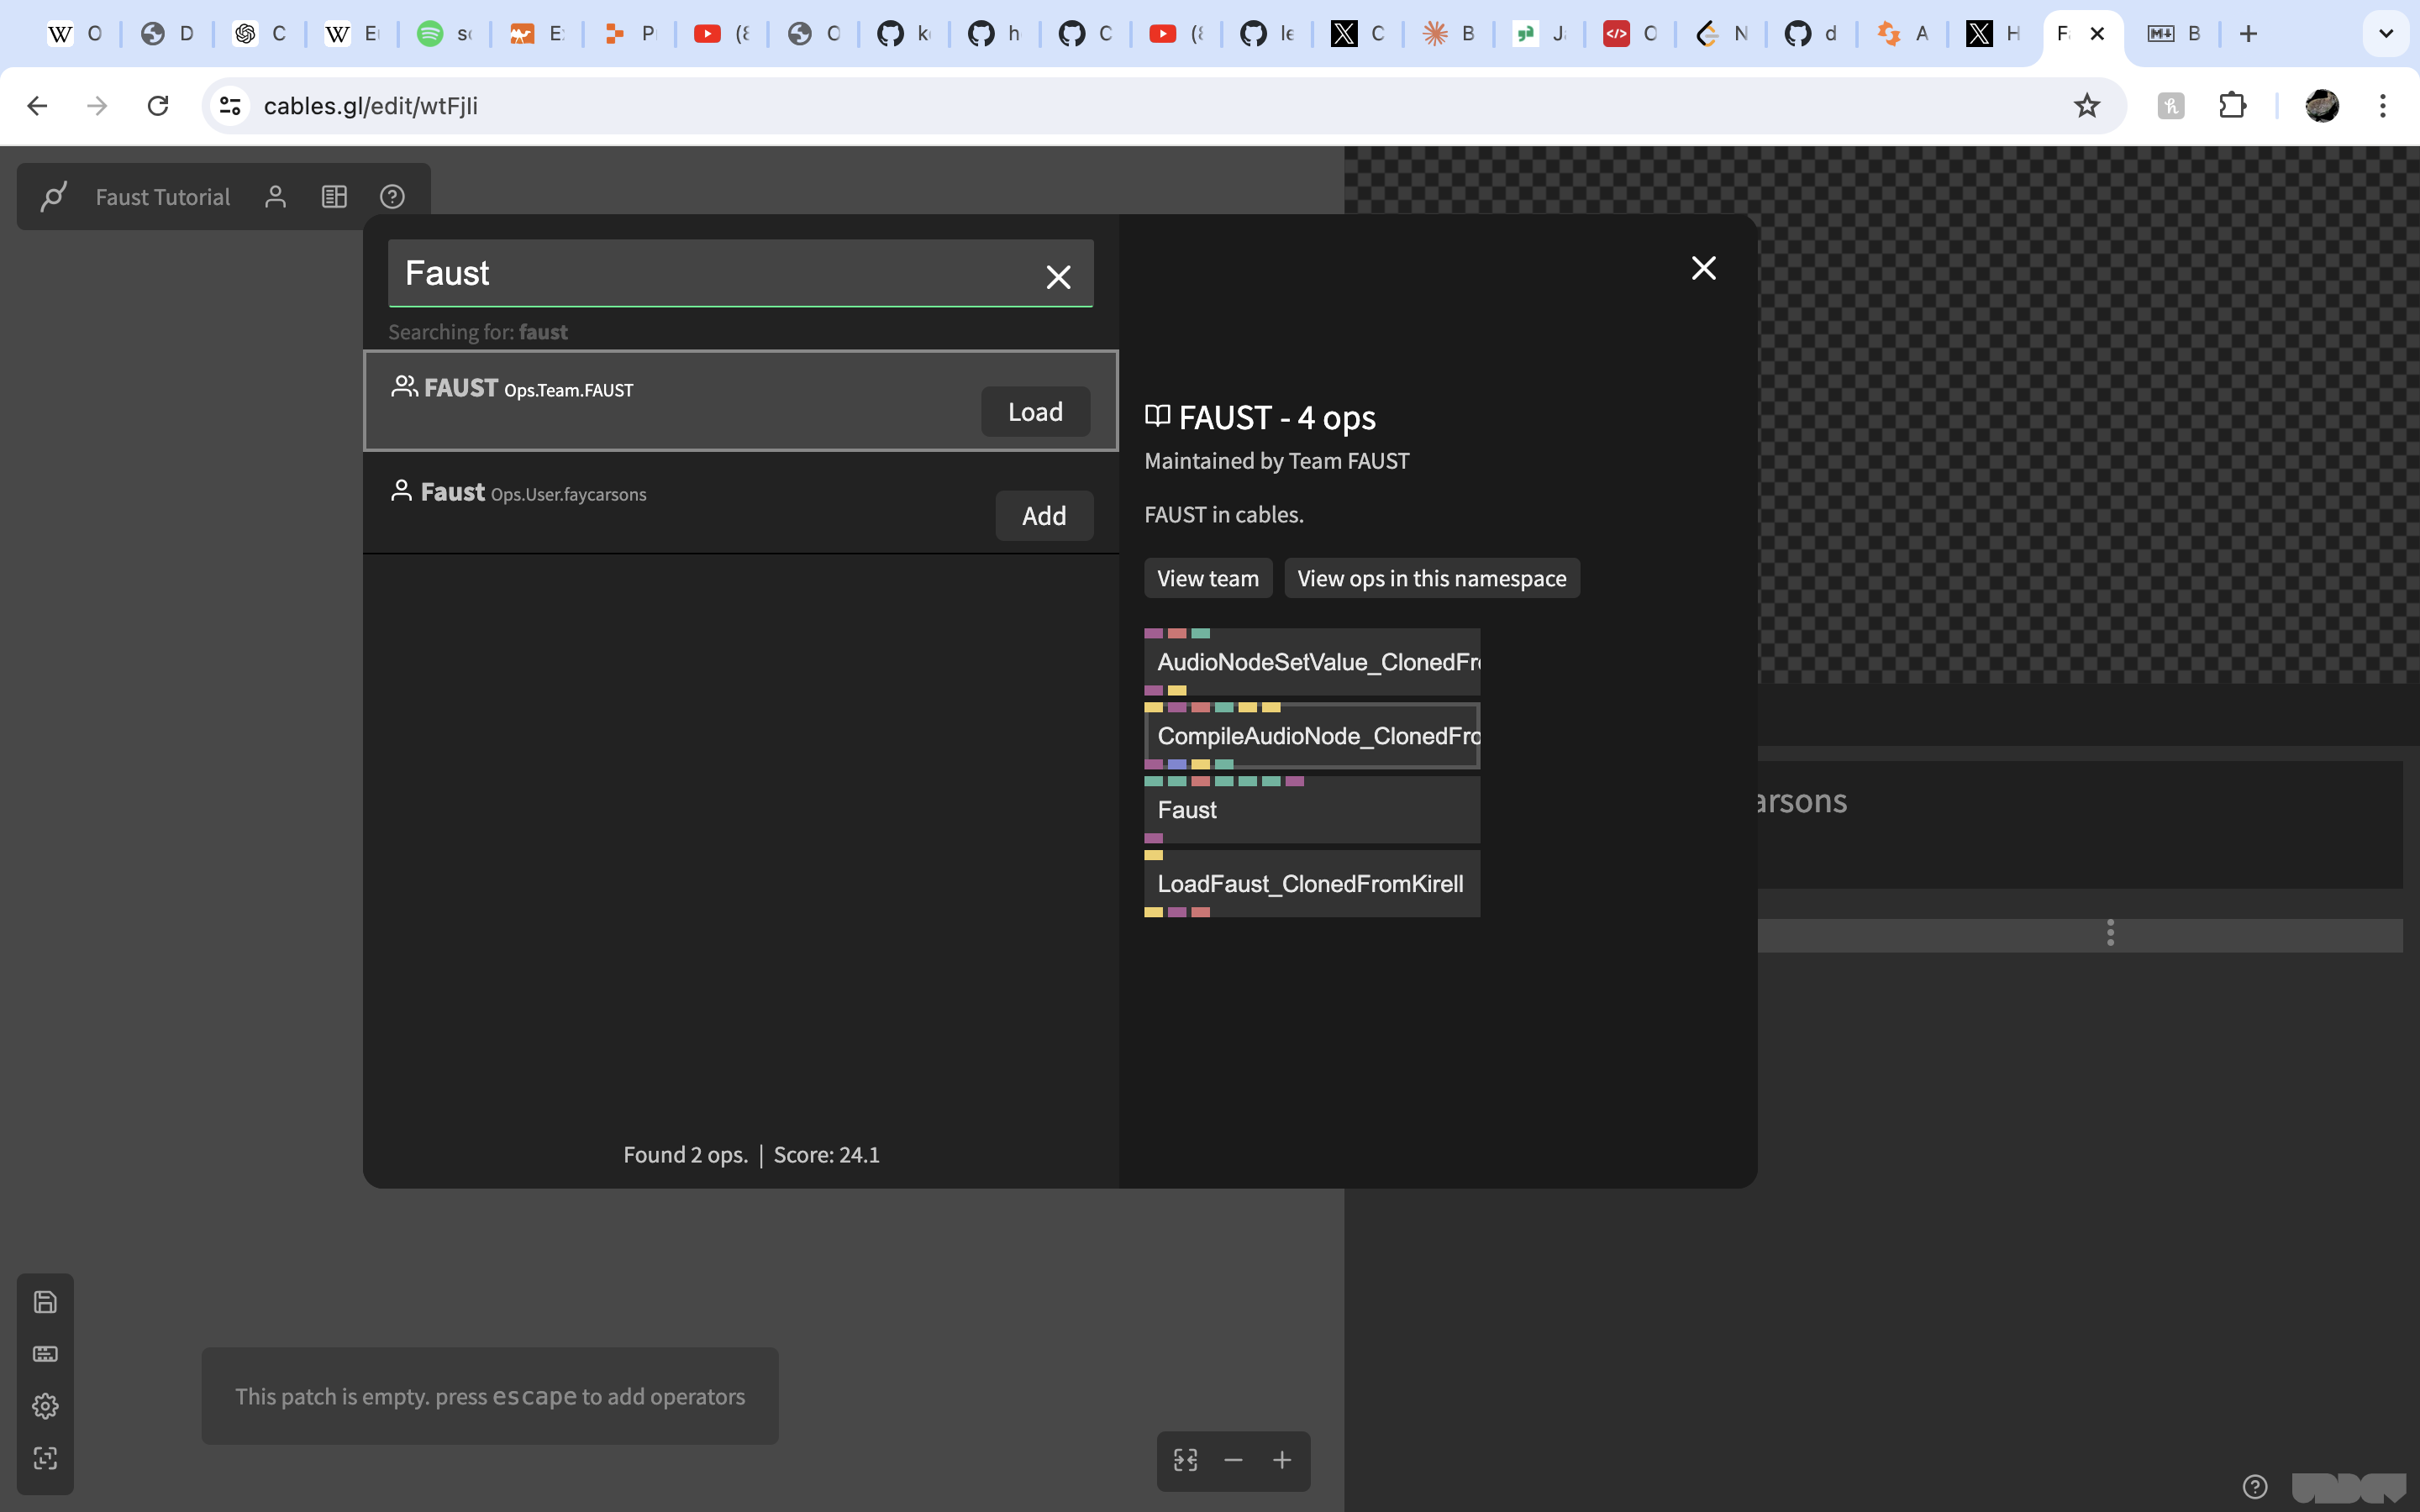 O D C E so E P (8 O k h C (8 le C B J O N d A H F B
cables.gl/edit/wtFjIi
Faust Tutorial
Faust
Searching for: faust
FAUST Ops.Team.FAUST
Load
Faust Ops.User.faycarsons
Add
Found 2 ops. | Score: 24.1
FAUST - 4 ops
Maintained by Team FAUST
FAUST in cables.
View team
View ops in this namespace
AudioNodeSetValue_ClonedFr
CompileAudioNode_ClonedFro
Faust
LoadFaust_ClonedFromKirell
arsons
This patch is empty. press escape to add operators